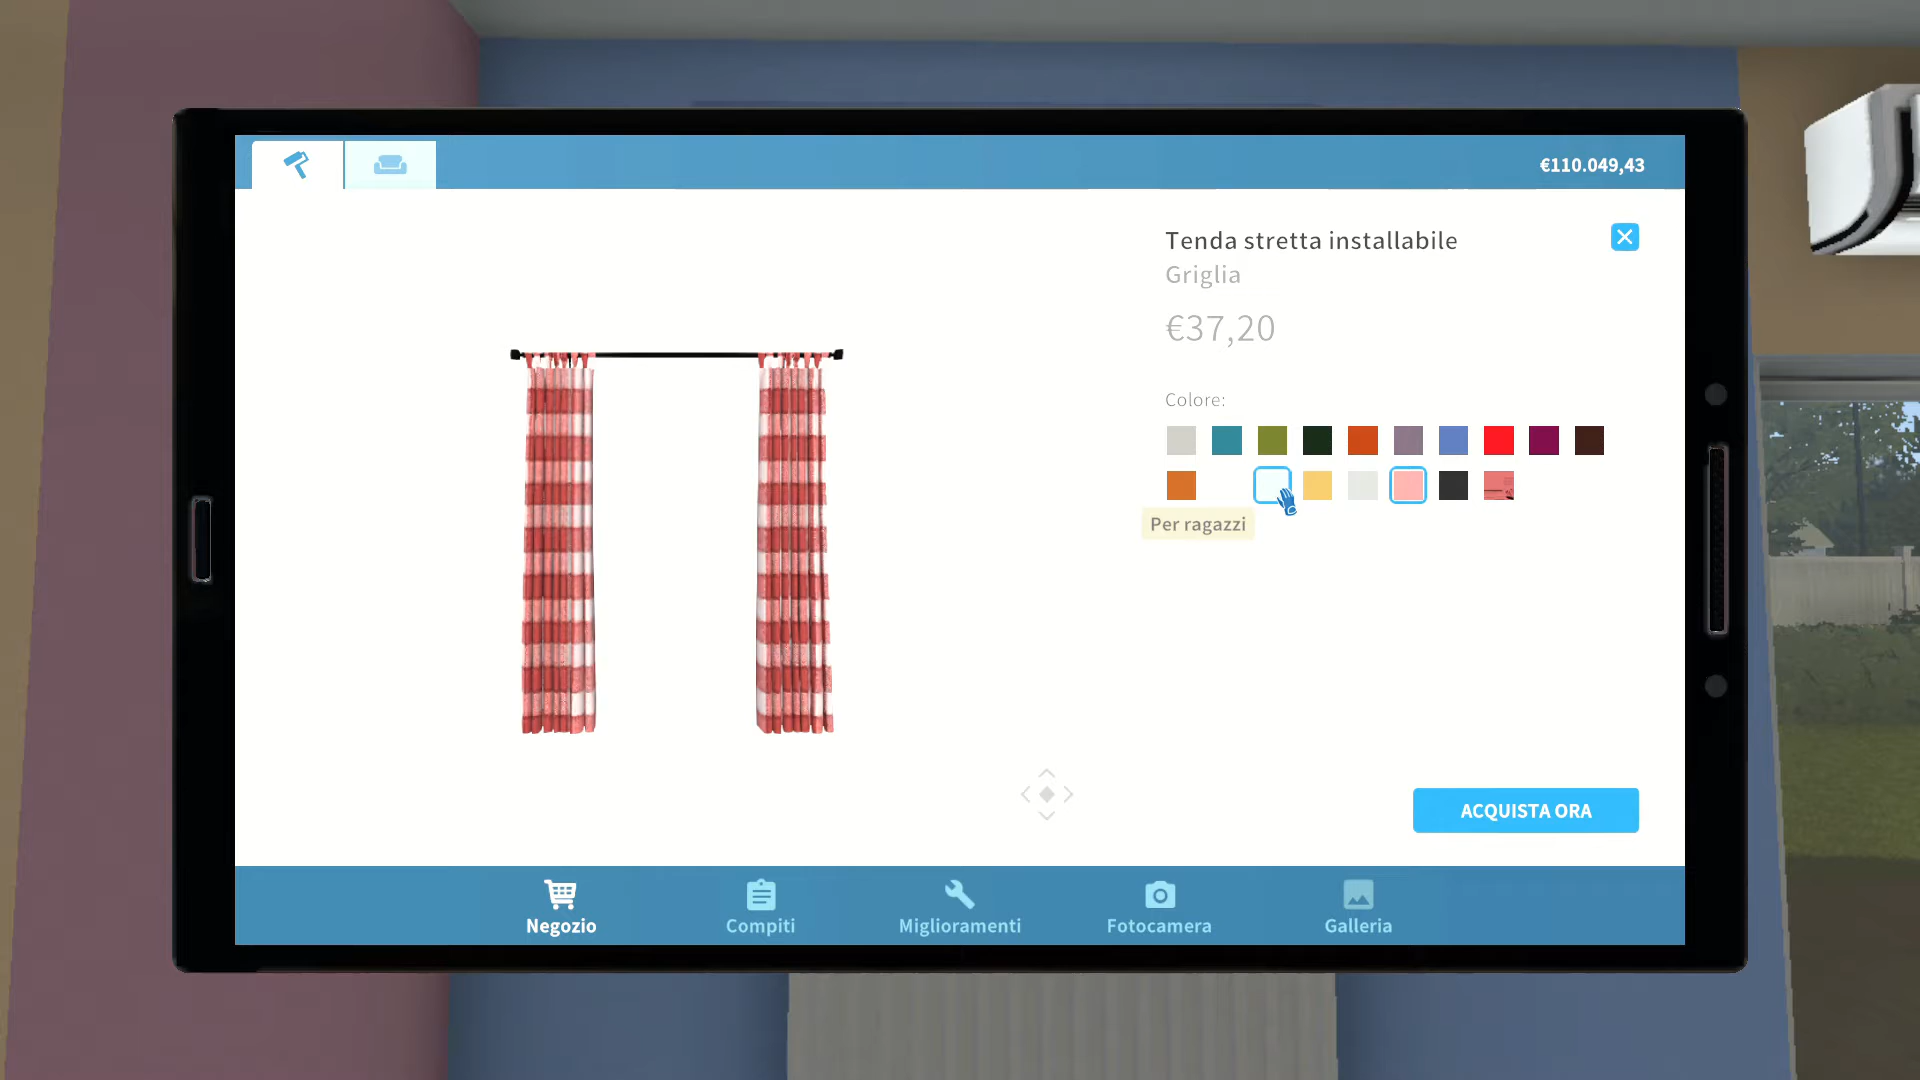 €110.049,43
Tenda stretta installabile
Griglia
€37,20
Colore:
Per ragazzi
ACQUISTA ORA
Negozio
Compiti
Miglioramenti
Fotocamera
Galleria